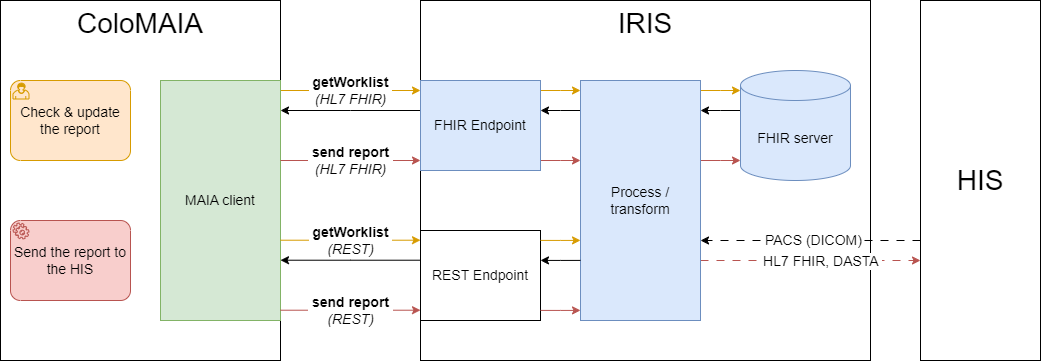 ColoMAIA
IRIS
HIS
Check & update
the report
Send the report to
the HIS
MAIA client
getWorklist
(HL7 FHIR)
send report
(HL7 FHIR)
getWorklist
(REST)
send report
(REST)
FHIR Endpoint
REST Endpoint
Process /
transform
FHIR server
PACS (DICOM)
HL7 FHIR, DASTA